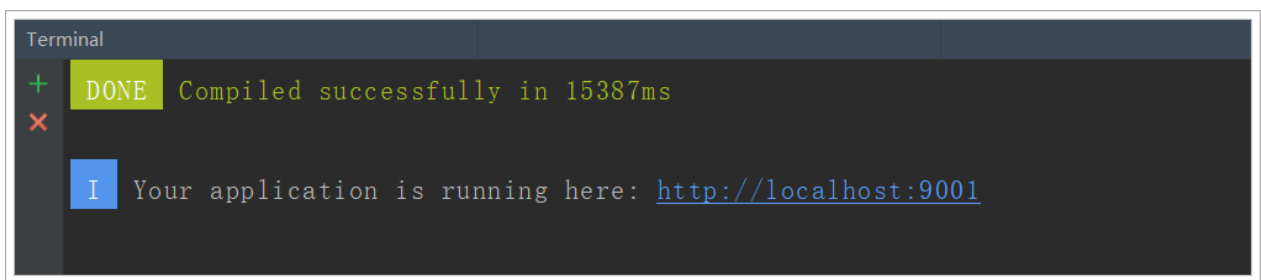 Terminal
DONE Compiled successfully in 15387ms
I Your application is running here: http://localhost:9001